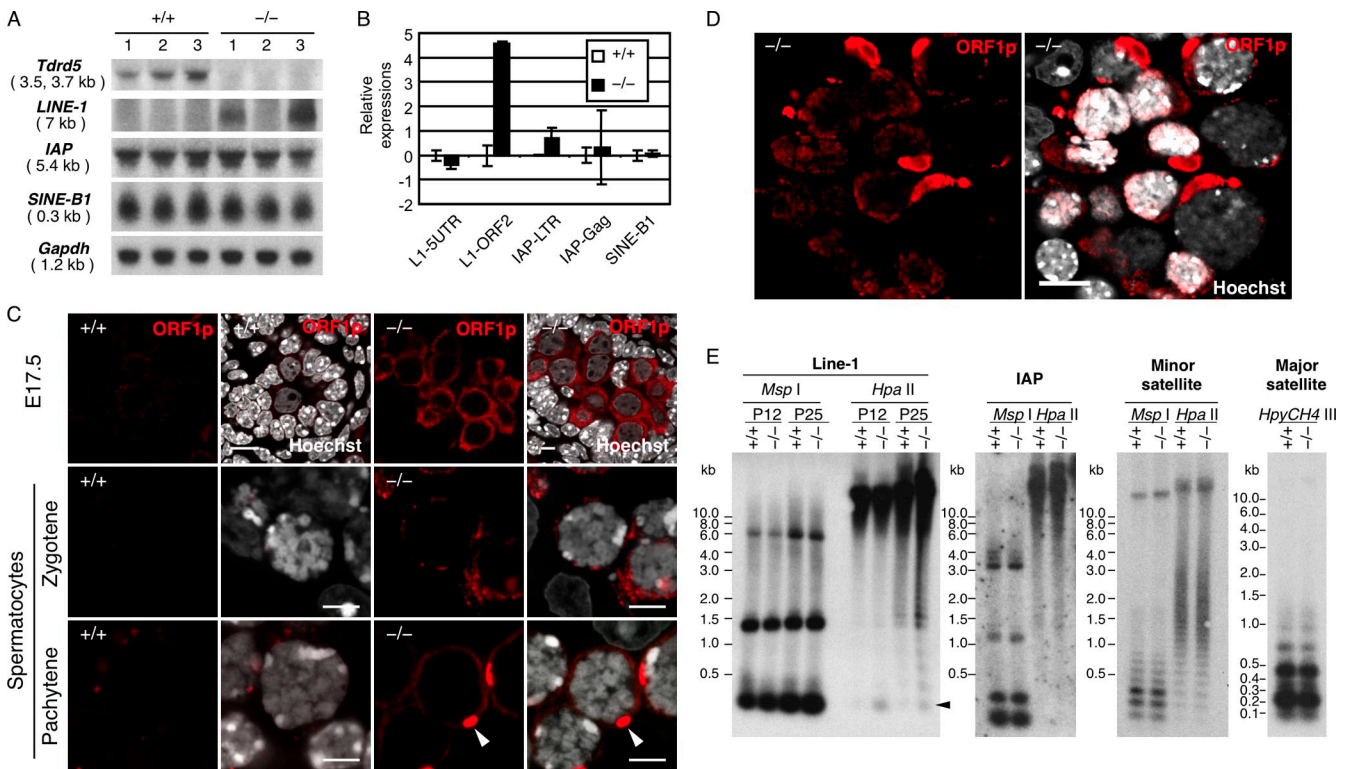 A
+/+ −/−
1 2 3 1 2 3
Tdrd5
( 3.5, 3.7 kb )
LINE-1
( 7 kb )
IAP
( 5.4 kb )
SINE-B1
( 0.3 kb )
Gapdh
( 1.2 kb )
B
Relative
expressions
5
4
3
2
1
0
-1
-2
+/+
−/−
L1-5UTR
L1-ORF2
IAP-LTR
IAP-Gag
SINE-B1
C
E17.5
+/+ ORF1p
+/+ ORF1p
Hoechst
−/− ORF1p
−/− ORF1p
Hoechst
Spermatocytes
Zygotene
+/+
−/−
Pachytene
+/+
−/−
D
−/− ORF1p
−/− ORF1p
Hoechst
E
Line-1
Msp I Hpa II
P12 P25 P12 P25
+/+ −/− +/+ −/− +/+ −/− +/+ −/−
kb
10.0
8.0
6.0
4.0
3.0
2.0
1.5
1.0
0.5
IAP
Msp I Hpa II
+/+ −/− +/+ −/−
kb
10.0
8.0
6.0
4.0
3.0
2.0
1.5
1.0
0.5
Minor
satellite
Msp I Hpa II
+/+ −/− +/+ −/−
kb
10.0
8.0
6.0
4.0
3.0
2.0
1.5
1.0
0.5
Major
satellite
HpyCH4 III
+/+ −/−
kb
10.0
6.0
4.0
3.0
2.0
1.5
1.0
0.5
0.4
0.3
0.2
0.1